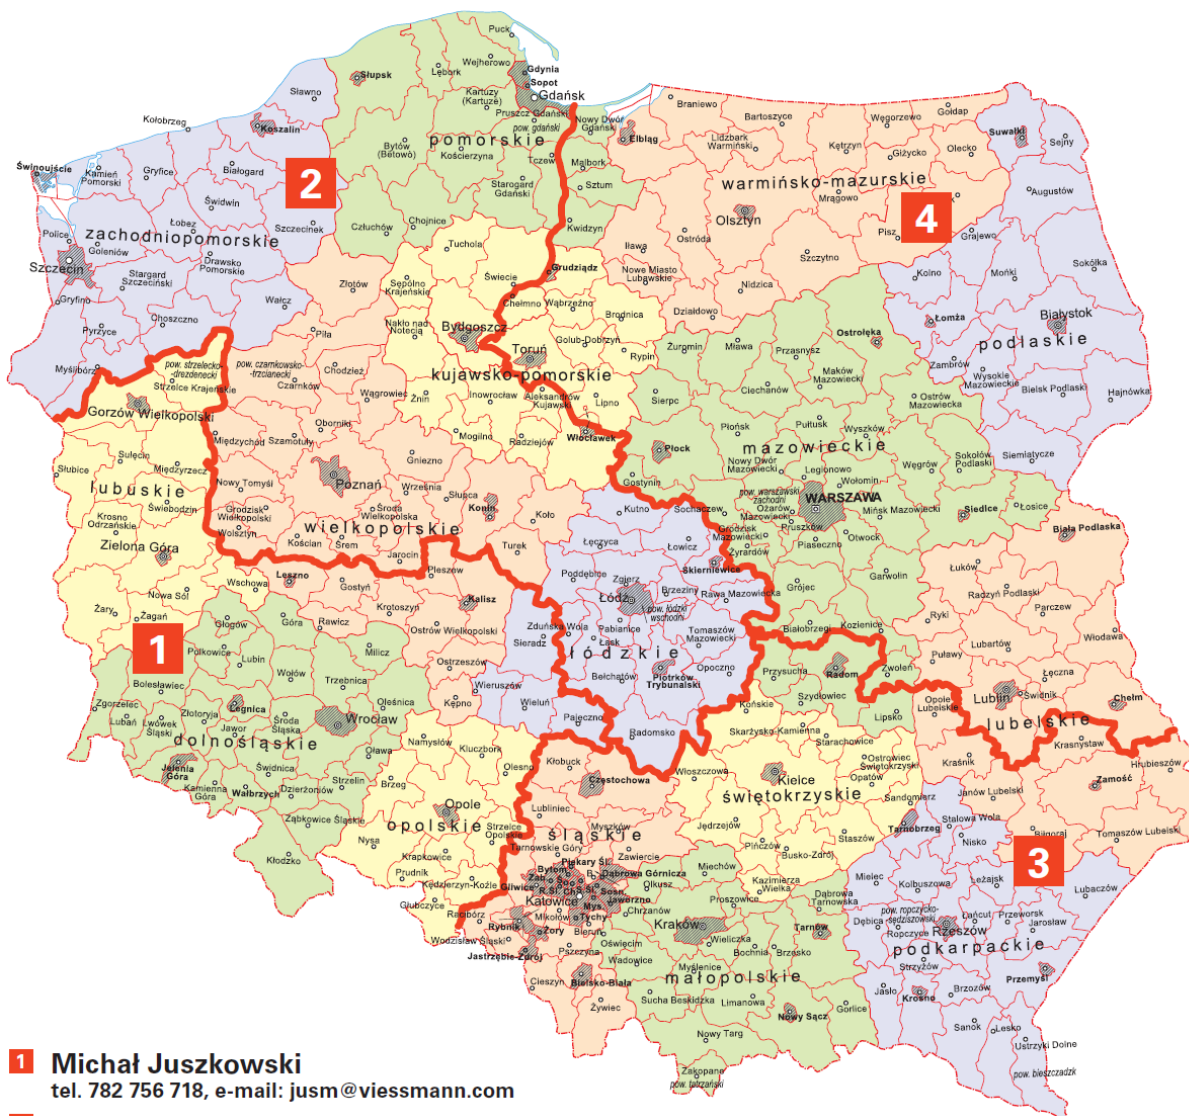 Puck
Wejherowo
Gdynia
Słupsk
Lębork
Sopot
Sławno
Kartuzy
(Kartuzë)
Gdańsk
Braniewo
Gołdap
Kołobrzeg
Koszalin
Pruszcz Gdański
pow. gdański
Nowy Dwór
Gdański
Bartoszyce
Węgorzewo
Suwałki
Sejny
pomorskie
Elbląg
Lidzbark
Warmiński
Kętrzyn
Giżycko
Olecko
Bytów
(Bëtowò)
Kościerzyna
Tczew
Malbork
Świnoujście
Kamień
Pomorski
Gryfice
Białogard
2
Starogard
Gdański
Sztum
warmińsko-mazurskie
Mrągowo
Augustów
Świdwin
Olsztyn
4
Police
Łobez
Szczecinek
Człuchów
Chojnice
Kwidzyn
Ostróda
Pisz
Grajewo
zachodniopomorskie
Goleniów
Tuchola
Iława
Szczytno
Szczecin
Drawsko
Pomorskie
Stargard
Szczeciński
Złotów
Sępolno
Krajeńskie
Świecie
Grudziądz
Nowe Miasto
Lubawskie
Nidzica
Kolno
Mońki
Sokółka
Gryfino
Wałcz
Chełmno
Wąbrzeźno
Działdowo
Choszczno
Pyrzyce
Piła
Nakło nad
Notecią
Bydgoszcz
Brodnica
Łomża
Białystok
Toruń
Golub-Dobrzyń
Ostrołęka
podlaskie
Myślibórz
pow. strzelecko-
-drezdenecki
Strzelce Krajeńskie
pow. czarnkowsko-
-trzcianecki
Chodzież
Czarnków
kujawsko-pomorskie
Rypin
Żuromin
Mława
Przasnysz
Zambrów
Wysokie
Mazowieckie
Bielsk Podlaski
Hajnówka
Gorzów Wielkopolski
Wągrowiec
Żnin
Inowrocław
Aleksandrów
Kujawski
Lipno
Sierpc
Ciechanów
Maków
Mazowiecki
Ostrów
Mazowiecka
Międzychód
Szamotuły
Oborniki
Mogilno
Radziejów
Włocławek
Płock
Płońsk
Pułtusk
Wyszków
mazowieckie
Sulęcin
Słubice
Międzyrzecz
Gniezno
Gostynin
Nowy Dwór
Mazowiecki
Legionowo
Wołomin
Węgrów
Sokołów
Podlaski
Siemiatycze
lubuskie
Świebodzin
Nowy Tomyśl
Poznań
Września
Słupca
Konin
pow. warszawski
zachodni
WARSZAWA
Krosno
Odrzańskie
Grodzisk
Wielkopolski
Środa
Wielkopolska
Koło
Kutno
Sochaczew
Ożarów
Mazowiecki
Mińsk Mazowiecki
Siedlce
Łosice
Wolsztyn
wielkopolskie
Grodzisk
Mazowiecki
Pruszków
Otwock
Biała Podlaska
Zielona Góra
Kościan
Śrem
Jarocin
Turek
Łęczyca
Łowicz
Żyrardów
Piaseczno
Leszno
Gostyń
Pleszew
Poddębice
Zgierz
Skierniewice
Garwolin
Łuków
Wschowa
Nowa Sól
Kalisz
Łódź
Brzeziny
Rawa Mazowiecka
Grójec
Radzyń Podlaski
Żary
Żagań
Krotoszyn
pow. łódzki
wschodni
Parczew
Głogów
Góra
Rawicz
Ostrów Wielkopolski
Zduńska Wola
Pabianice
Tomaszów
Mazowiecki
Białobrzegi
Kozienice
Ryki
Włodawa
1
Polkowice
Lubin
Milicz
Sieradz
Łask
łódzkie
Lubartów
Puławy
Wołów
Ostrzeszów
Bełchatów
Piotrków
Trybunalski
Opoczno
Przysucha
Radom
Zwoleń
Łęczna
Bolesławiec
Trzebnica
Wieruszów
Lublin
Świdnik
Chełm
Zgorzelec
Legnica
Oleśnica
Kępno
Wieluń
Końskie
Szydłowiec
Opole
Lubelskie
Lubań
Lwówek
Śląski
Złotoryja
Jawor
Środa
Śląska
Wrocław
Pajęczno
Lipsko
lubelskie
dolnośląskie
Oława
Namysłów
Kluczbork
Radomsko
Skarżysko-Kamienna
Starachowice
Krasnystaw
Jelenia
Góra
Świdnica
Strzelin
Brzeg
Olesno
Kłobuck
Włoszczowa
Kielce
Ostrowiec
Świętokrzyski
Opatów
Kraśnik
Hrubieszów
Kamienna
Góra
Wałbrzych
Dzierżoniów
Częstochowa
świętokrzyskie
Sandomierz
Janów Lubelski
Zamość
Ząbkowice Śląskie
Opole
Lubliniec
Tarnobrzeg
Stalowa Wola
opolskie
Strzelce
Opolskie
Myszków
śląskie
Jędrzejów
Staszów
Nisko
Biłgoraj
Tomaszów Lubelski
Nysa
Kłodzko
Krapkowice
Tarnowskie Góry
Zawiercie
Pińczów
Busko-Zdrój
3
Prudnik
Piekary Śl.
Bytom
Dąbrowa Górnicza
Miechów
Mielec
Leżajsk
Kędzierzyn-Koźle
Gliwice
Zab.
Sosn.
Olkusz
Kazimierza
Wielka
Kolbuszowa
Lubaczów
Głubczyce
Katowice
Mys.
Jaworzno
Chrzanów
Proszowice
Dąbrowa
Tarnowska
pow. ropczycko-
-sędziszowski
Łańcut
Przeworsk
Racibórz
Rybnik
Mikołów
Tychy
Kraków
Tarnów
Dębica
Ropczyce
Rzeszów
Jarosław
Wodzisław Śląski
Żory
Bieruń
Oświęcim
Wieliczka
Bochnia
Brzesko
podkarpackie
Jastrzębie-Zdrój
Pszczyna
Wadowice
Myślenice
Strzyżów
Przemyśl
Cieszyn
Bielsko-Biała
małopolskie
Jasło
Krosno
Brzozów
Żywiec
Sucha Beskidzka
Limanowa
Nowy Sącz
Gorlice
Sanok
Lesko
Nowy Targ
Ustrzyki Dolne
Zakopane
pow. tatrzański
pow. bieszczadzk
1 Michał Juszkowski
tel. 782 756 718, e-mail: jusm@viessmann.com